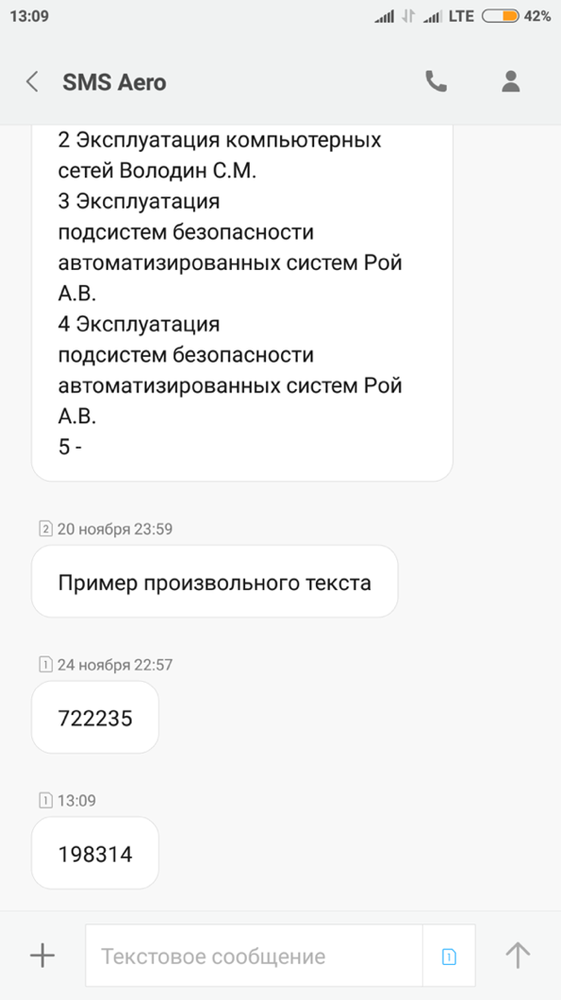 13:09 LTE 42%
SMS Aero
2 Эксплуатация компьютерных
сетей Володин С.М.
3 Эксплуатация
подсистем безопасности
автоматизированных систем Рой
А.В.
4 Эксплуатация
подсистем безопасности
автоматизированных систем Рой
А.В.
5 -
2 20 ноября 23:59
Пример произвольного текста
1 24 ноября 22:57
722235
1 13:09
198314
Текстовое сообщение 1